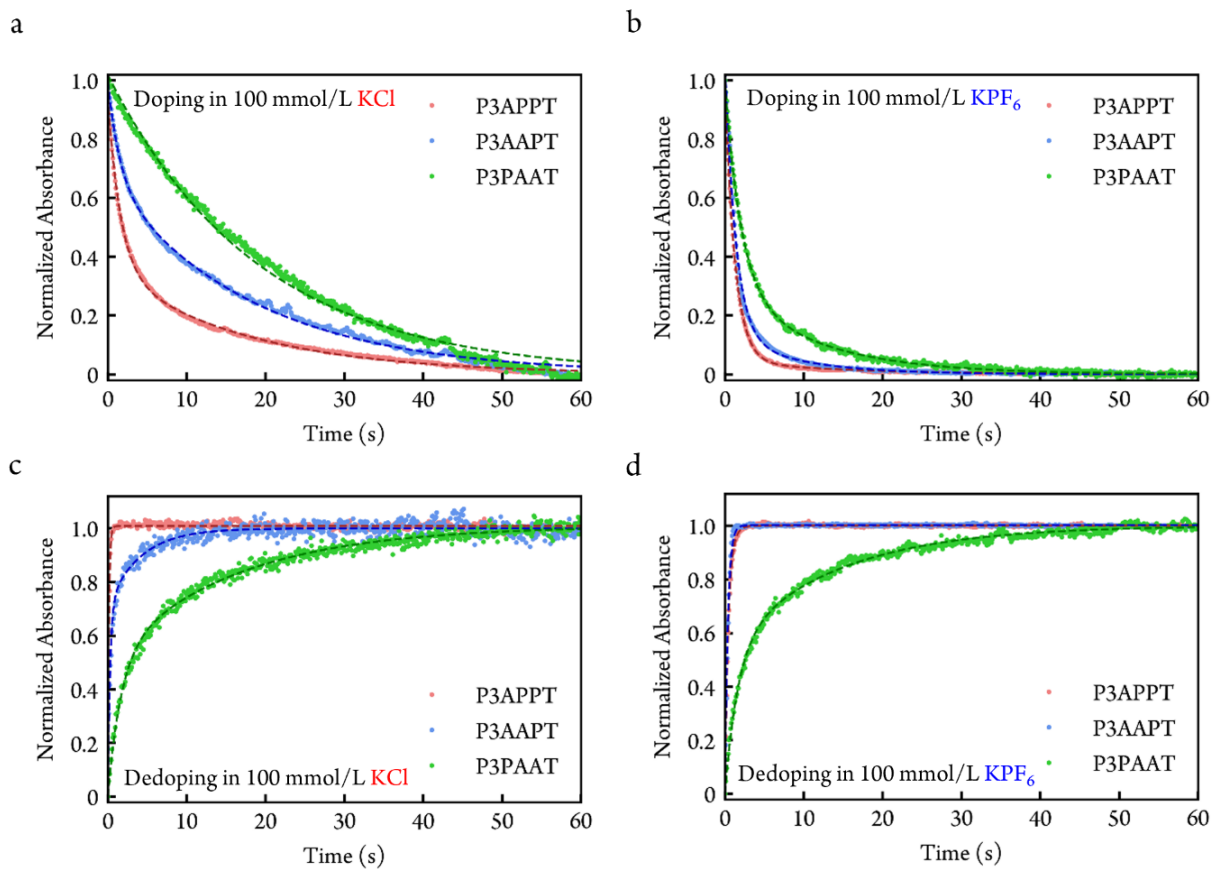 a
Normalized Absorbance
1.0
0.8
0.6
0.4
0.2
0
Doping in 100 mmol/L KCl
P3APPT
P3AAPT
P3PAAT
0 10 20 30 40 50 60
Time (s)
b
Normalized Absorbance
1.0
0.8
0.6
0.4
0.2
0
Doping in 100 mmol/L KPF₆
P3APPT
P3AAPT
P3PAAT
0 10 20 30 40 50 60
Time (s)
c
Normalized Absorbance
1.0
0.8
0.6
0.4
0.2
0
P3APPT
P3AAPT
P3PAAT
Dedoping in 100 mmol/L KCl
0 10 20 30 40 50 60
Time (s)
d
Normalized Absorbance
1.0
0.8
0.6
0.4
0.2
0
P3APPT
P3AAPT
P3PAAT
Dedoping in 100 mmol/L KPF₆
0 10 20 30 40 50 60
Time (s)